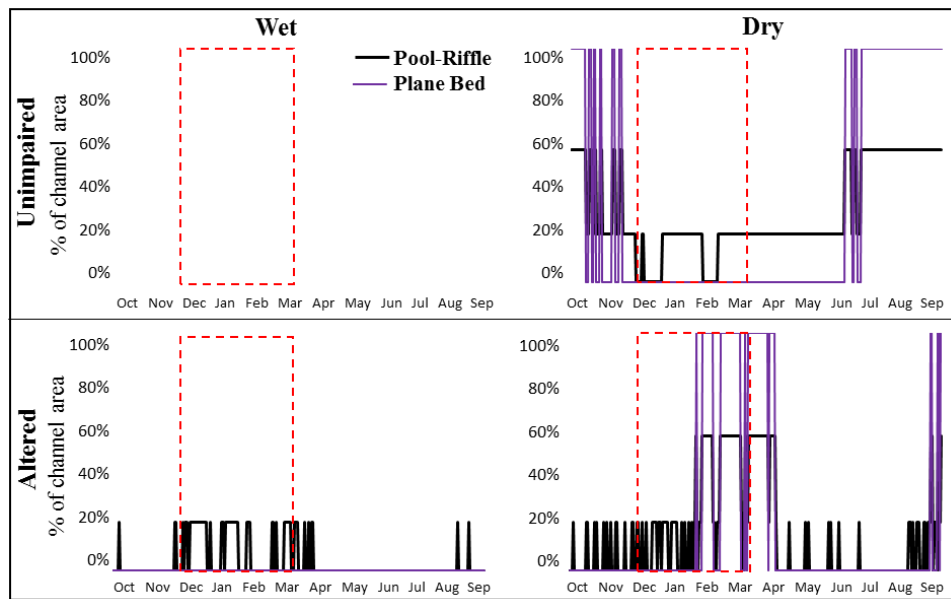 Wet
Dry
Pool-Riffle
Plane Bed
Unimpaired
% of channel area
100%
80%
60%
40%
20%
0%
Oct Nov Dec Jan Feb Mar Apr May Jun Jul Aug Sep
100%
80%
60%
40%
20%
0%
Oct Nov Dec Jan Feb Mar Apr May Jun Jul Aug Sep
Altered
% of channel area
100%
80%
60%
40%
20%
0%
Oct Nov Dec Jan Feb Mar Apr May Jun Jul Aug Sep
100%
80%
60%
40%
20%
0%
Oct Nov Dec Jan Feb Mar Apr May Jun Jul Aug Sep